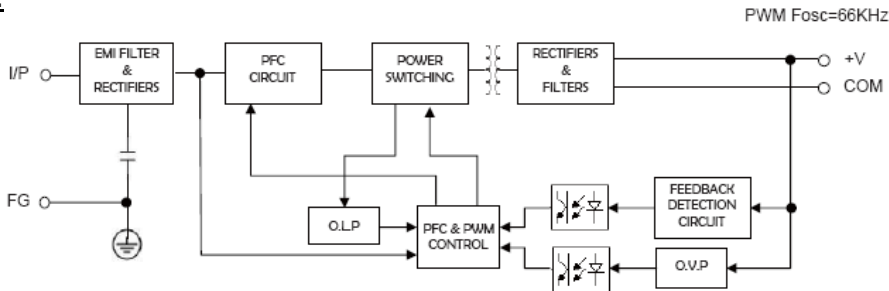 PWM Fosc=66KHz
I/P
EMI FILTER
&
RECTIFIERS
PFC
CIRCUIT
POWER
SWITCHING
RECTIFIERS
&
FILTERS
+V
COM
FG
O.L.P
PFC & PWM
CONTROL
FEEDBACK
DETECTION
CIRCUIT
O.V.P